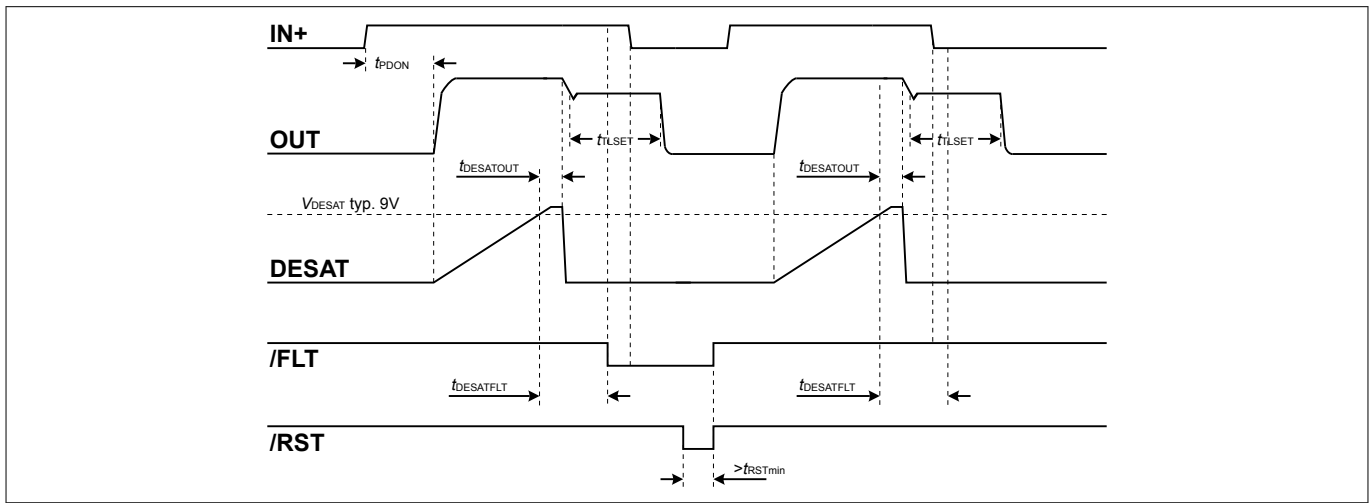 IN+
tPDON
OUT
tTLSET
tTLSET
tDESATOUT
tDESATOUT
VDESAT typ. 9V
DESAT
/FLT
tDESATFLT
tDESATFLT
/RST
>tRSTmin